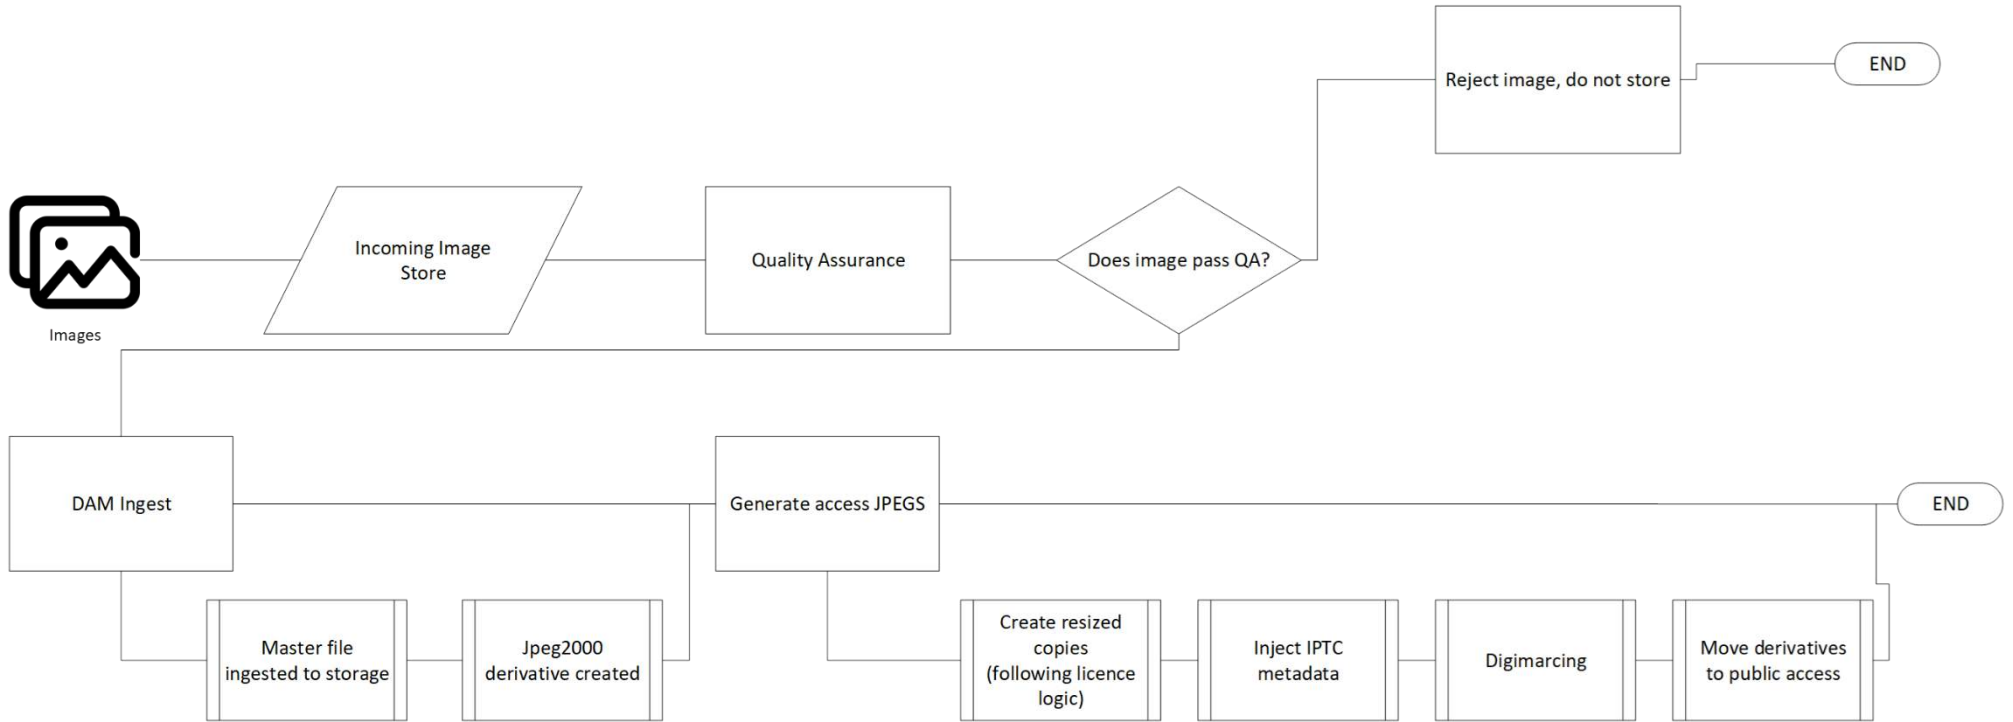 Reject image, do not store
END
Images
Incoming Image
Store
Quality Assurance
Does image pass QA?
DAM Ingest
Generate access JPEGS
END
Master file
ingested to storage
Jpeg2000
derivative created
Create resized
copies
(following licence
logic)
Inject IPTC
metadata
Digimarcing
Move derivatives
to public access